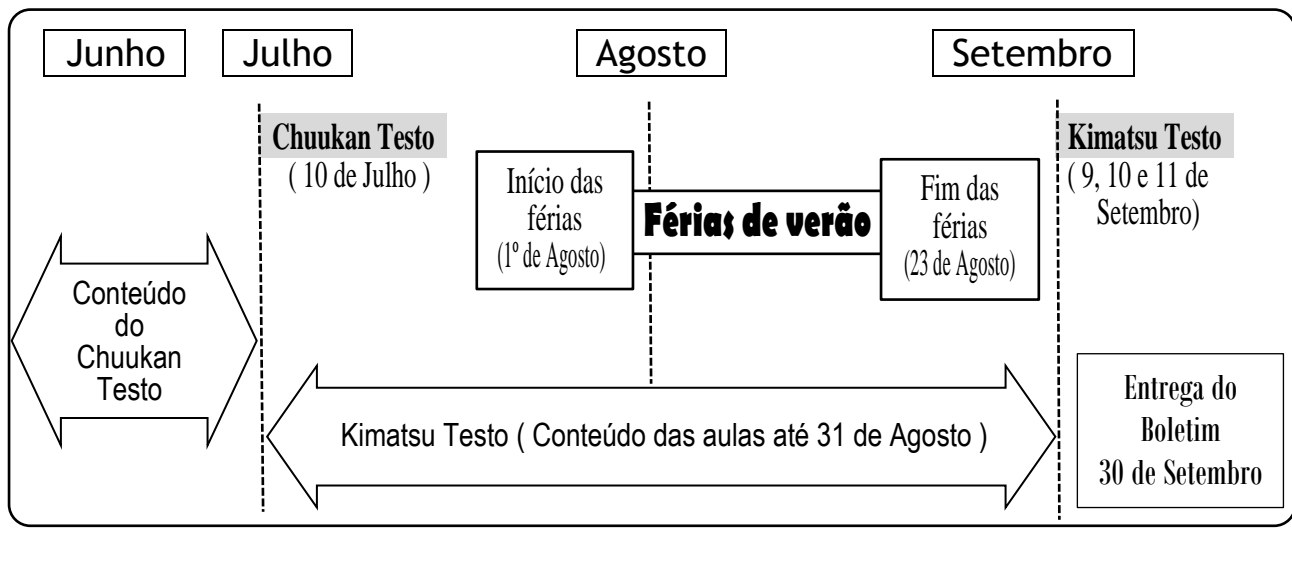 Junho
Julho
Agosto
Setembro
Chuukan Testo
( 10 de Julho )
Kimatsu Testo
( 9, 10 e 11 de
Setembro)
Início das
férias
(1º de Agosto)
Férias de verão
Fim das
férias
(23 de Agosto)
Conteúdo
do
Chuukan
Testo
Kimatsu Testo ( Conteúdo das aulas até 31 de Agosto )
Entrega do
Boletim
30 de Setembro